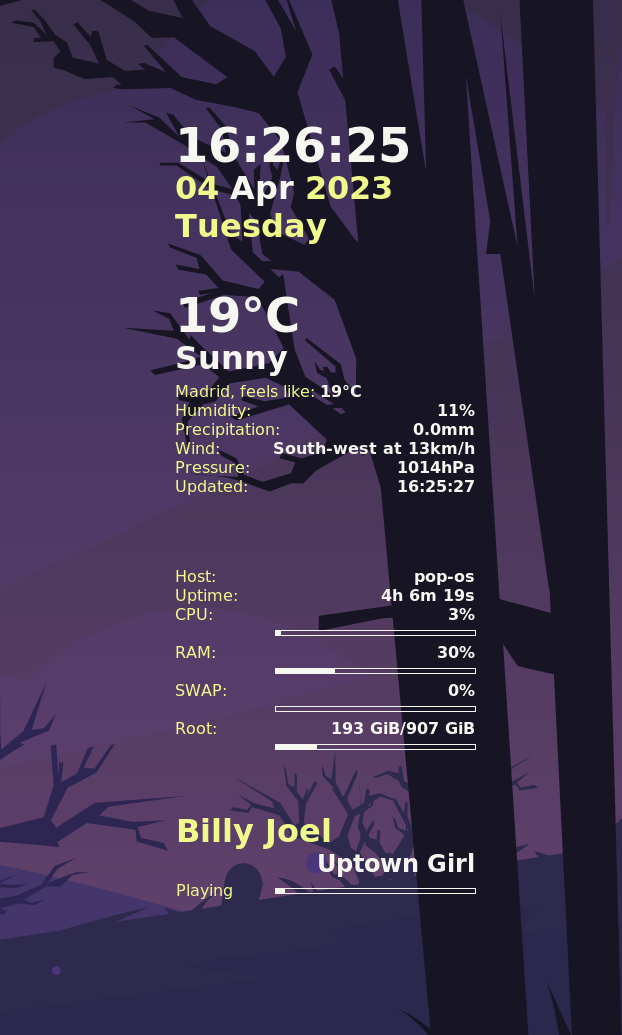 16:26:25
04 Apr 2023
Tuesday
19°C
Sunny
Madrid, feels like: 19°C
Humidity: 11%
Precipitation: 0.0mm
Wind: South-west at 13km/h
Pressure: 1014hPa
Updated: 16:25:27
Host: pop-os
Uptime: 4h 6m 19s
CPU: 3%
RAM: 30%
SWAP: 0%
Root: 193 GiB/907 GiB
Billy Joel
Uptown Girl
Playing